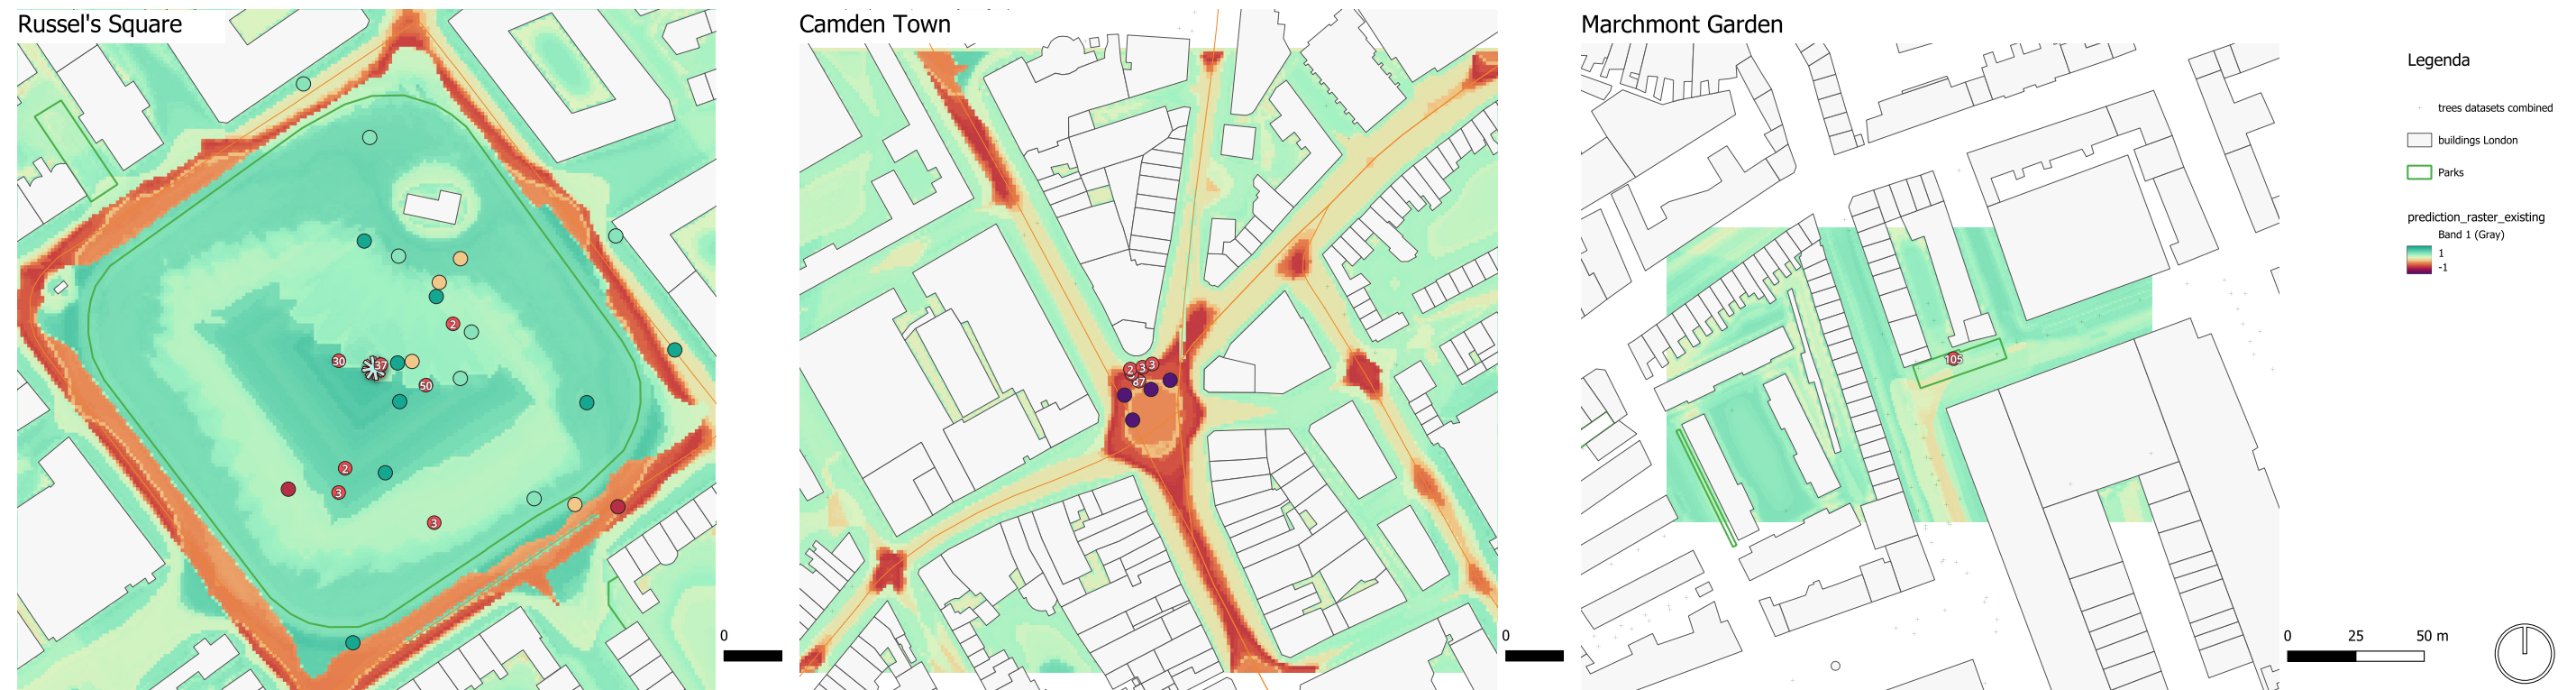 Russel's Square
Camden Town
Marchmont Garden
Legenda
trees datasets combined
buildings London
Parks
prediction_raster_existing
Band 1 (Gray)
1
-1
2
30
37
50
2
3
3
2
3
3
87
105
0
0
0 25 50 m